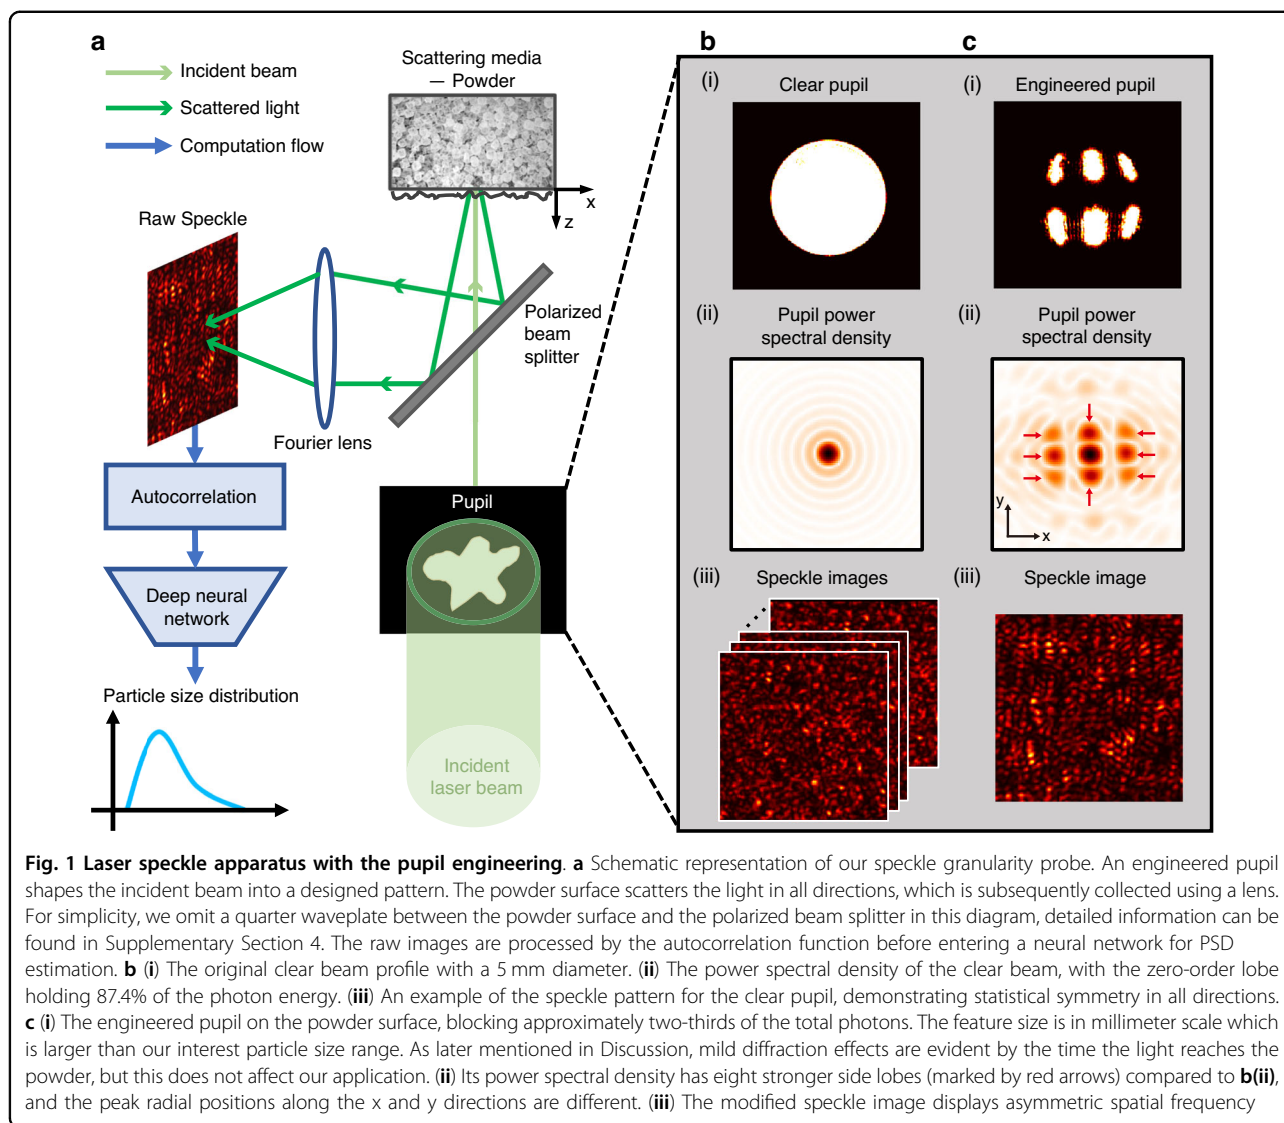 a
Incident beam
Scattered light
Computation flow
Scattering media
— Powder
x
z
Raw Speckle
Polarized
beam
splitter
Fourier lens
Autocorrelation
Deep neural
network
Particle size distribution
Pupil
Incident
laser beam
b
(i)
Clear pupil
(ii)
Pupil power
spectral density
(iii)
Speckle images
c
(i)
Engineered pupil
(ii)
Pupil power
spectral density
y
x
(iii)
Speckle image
Fig. 1 Laser speckle apparatus with the pupil engineering. a Schematic representation of our speckle granularity probe. An engineered pupil
shapes the incident beam into a designed pattern. The powder surface scatters the light in all directions, which is subsequently collected using a lens.
For simplicity, we omit a quarter waveplate between the powder surface and the polarized beam splitter in this diagram, detailed information can be
found in Supplementary Section 4. The raw images are processed by the autocorrelation function before entering a neural network for PSD
estimation. b (i) The original clear beam profile with a 5 mm diameter. (ii) The power spectral density of the clear beam, with the zero-order lobe
holding 87.4% of the photon energy. (iii) An example of the speckle pattern for the clear pupil, demonstrating statistical symmetry in all directions.
c (i) The engineered pupil on the powder surface, blocking approximately two-thirds of the total photons. The feature size is in millimeter scale which
is larger than our interest particle size range. As later mentioned in Discussion, mild diffraction effects are evident by the time the light reaches the
powder, but this does not affect our application. (ii) Its power spectral density has eight stronger side lobes (marked by red arrows) compared to b(ii),
and the peak radial positions along the x and y directions are different. (iii) The modified speckle image displays asymmetric spatial frequency